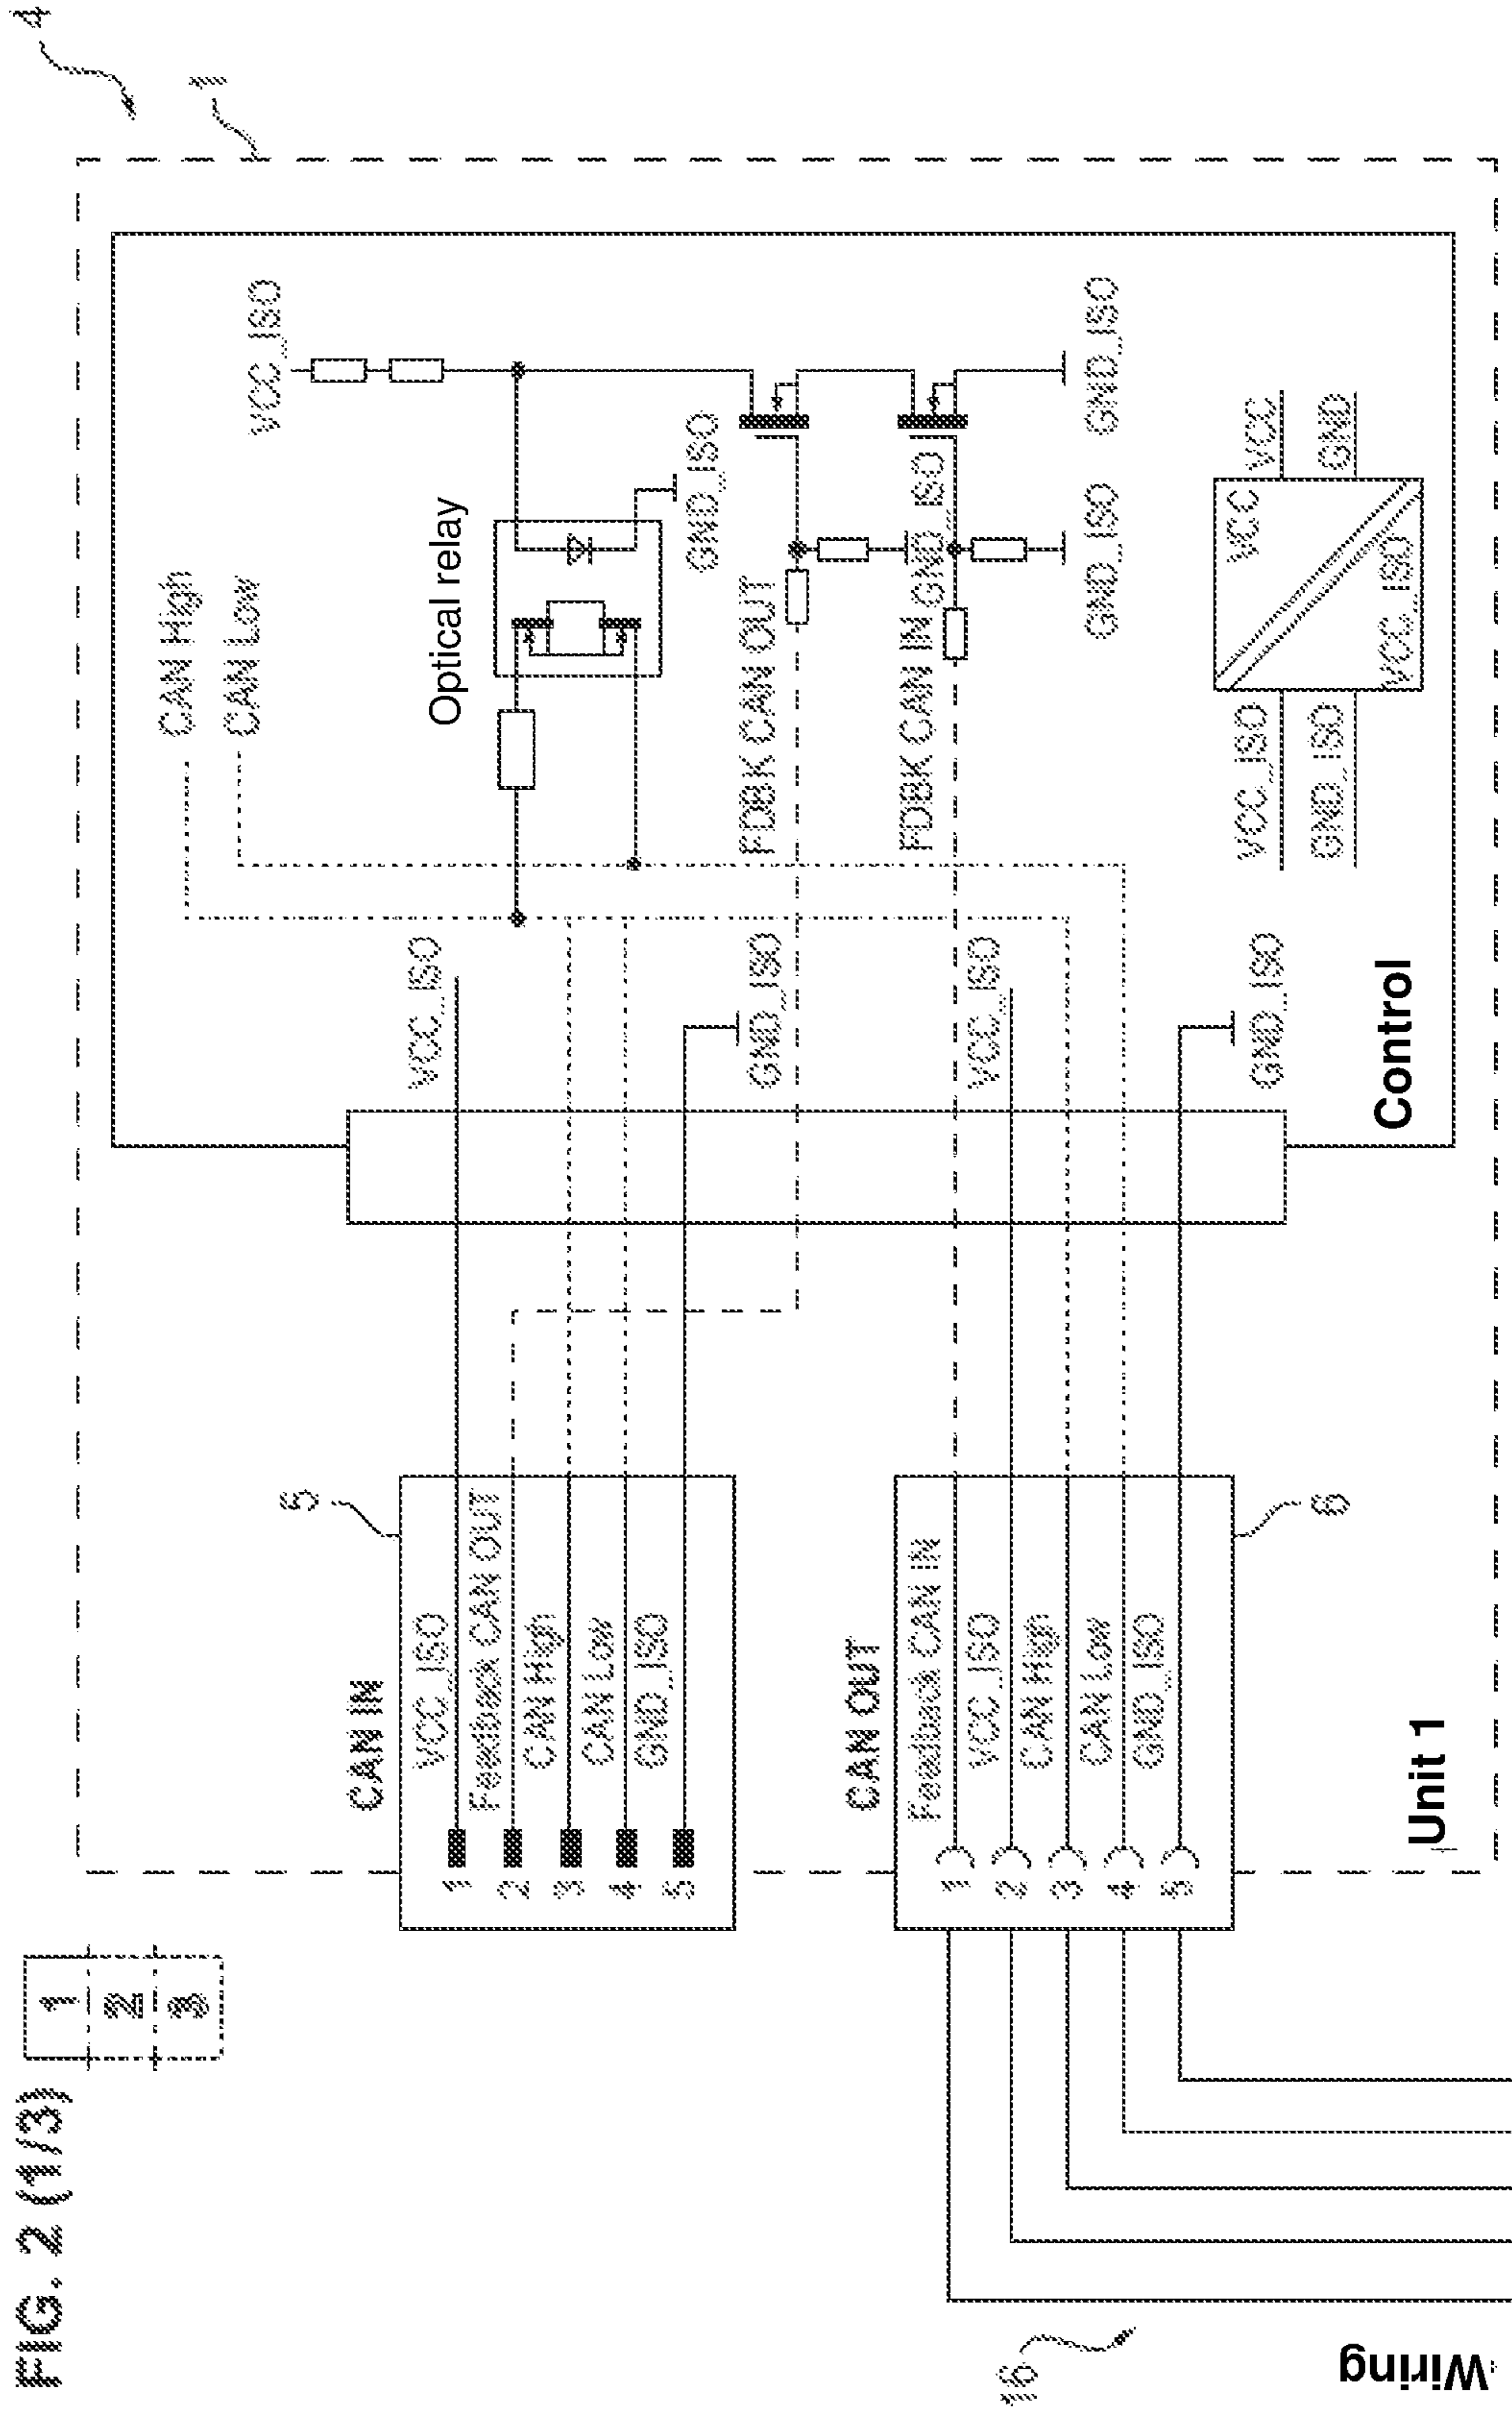 FIG. 2 (1/3)
1
2
3
4
1
CAN High
CAN Low
VCC_ISO
Optical relay
GND_ISO
FDBK CAN OUT
GND_ISO
FDBK CAN IN
GND_ISO
GND_ISO
VCC_ISO
GND_ISO
VCC
VCC_ISO
VCC
GND
VCC_ISO
GND_ISO
VCC_ISO
GND_ISO
Control
5
CAN IN
1
VCC_ISO
2
Feedback CAN OUT
3
CAN High
4
CAN Low
5
GND_ISO
CAN OUT
1
Feedback CAN IN
2
VCC_ISO
3
CAN High
4
CAN Low
5
GND_ISO
6
Unit 1
16
Wiring